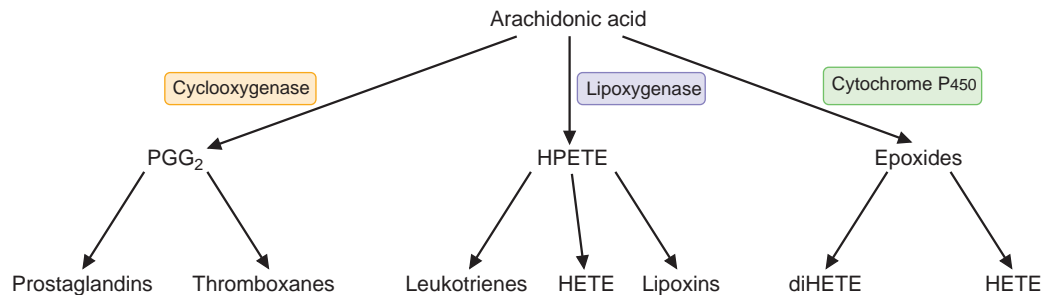 Arachidonic acid
Cyclooxygenase
Lipoxygenase
Cytochrome P450
PGG₂
HPETE
Epoxides
Prostaglandins
Thromboxanes
Leukotrienes
HETE
Lipoxins
diHETE
HETE